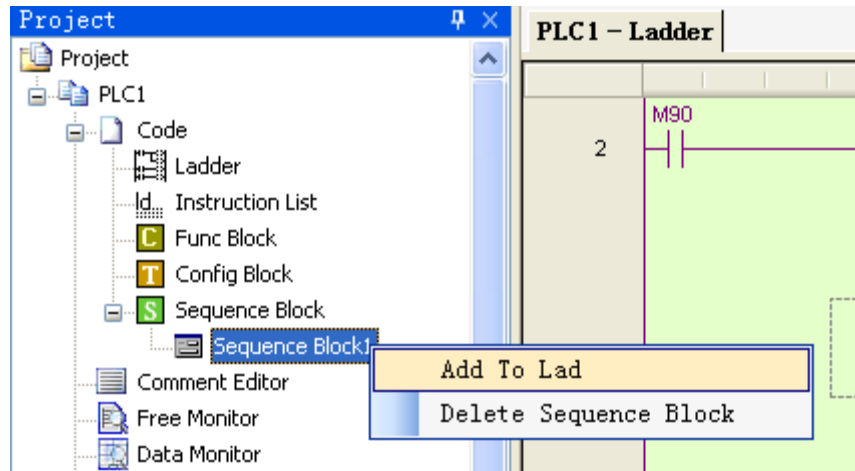 Project
PLC1 - Ladder
Project
PLC1
Code
M90
2
Ladder
Instruction List
Func Block
Config Block
Sequence Block
Sequence Block1
Add To Lad
Comment Editor
Delete Sequence Block
Free Monitor
Data Monitor